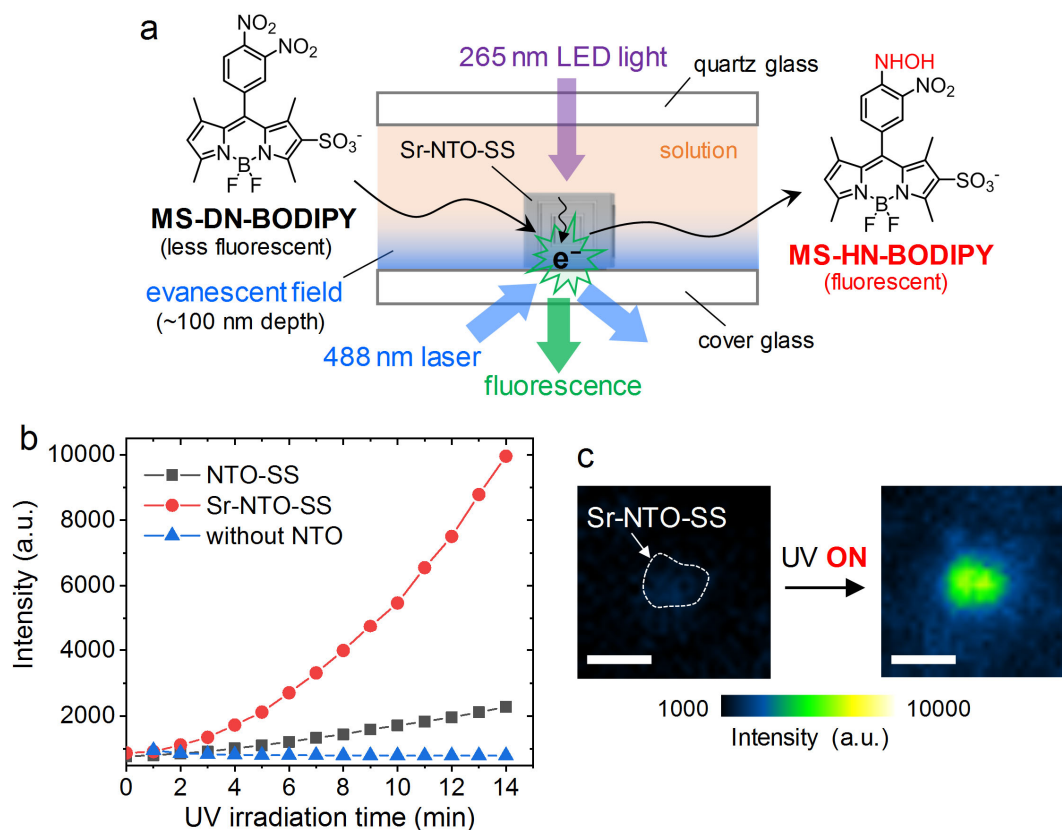 a
NO₂
NO₂
SO₃⁻
N
N
B
F
F
MS-DN-BODIPY
(less fluorescent)
265 nm LED light
quartz glass
Sr-NTO-SS
solution
e⁻
evanescent field
(~100 nm depth)
488 nm laser
fluorescence
cover glass
NHOH
NO₂
SO₃⁻
N
N
B
F
F
MS-HN-BODIPY
(fluorescent)
b
10000
8000
6000
4000
2000
Intensity (a.u.)
NTO-SS
Sr-NTO-SS
without NTO
0 2 4 6 8 10 12 14
UV irradiation time (min)
c
Sr-NTO-SS
UV ON
1000 10000
Intensity (a.u.)